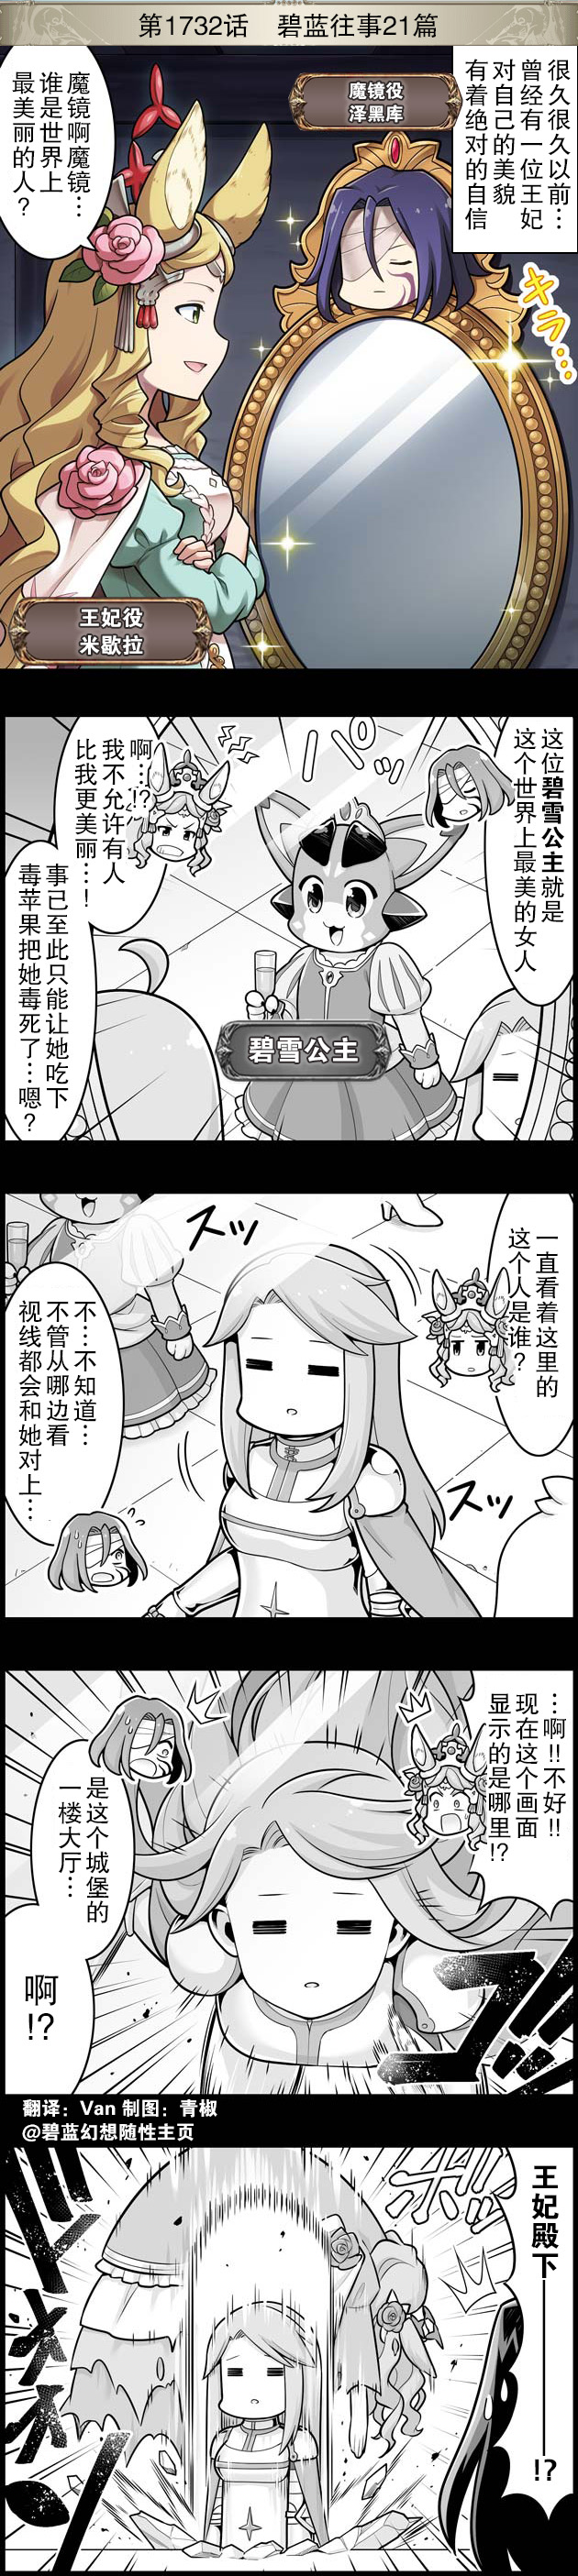 第1732话 碧蓝往事21篇
很久很久以前…
曾经有一位王妃
对自己的美貌
有着绝对的自信
魔镜役
泽黑库
魔镜啊魔镜…
谁是世界上
最美丽的人?
キラ…
王妃役
米歇拉
这位碧雪公主就是
这个世界上最美的女人
パッ
啊…!?
我不允许有人
比我更美丽…!
事已至此只能让她吃下
毒苹果把她毒死了…嗯?
碧雪公主
一直看着这里的
这个人是谁?
スッ
不…不知道…
不管从哪边看
视线都会和她对上…
スッ
…啊!!不好!!
现在这个画面
显示的是哪里!?
是这个城堡的
一楼大厅…
啊!?
翻译：Van 制图：青椒
@碧蓝幻想随性主页
王妃殿下——!?